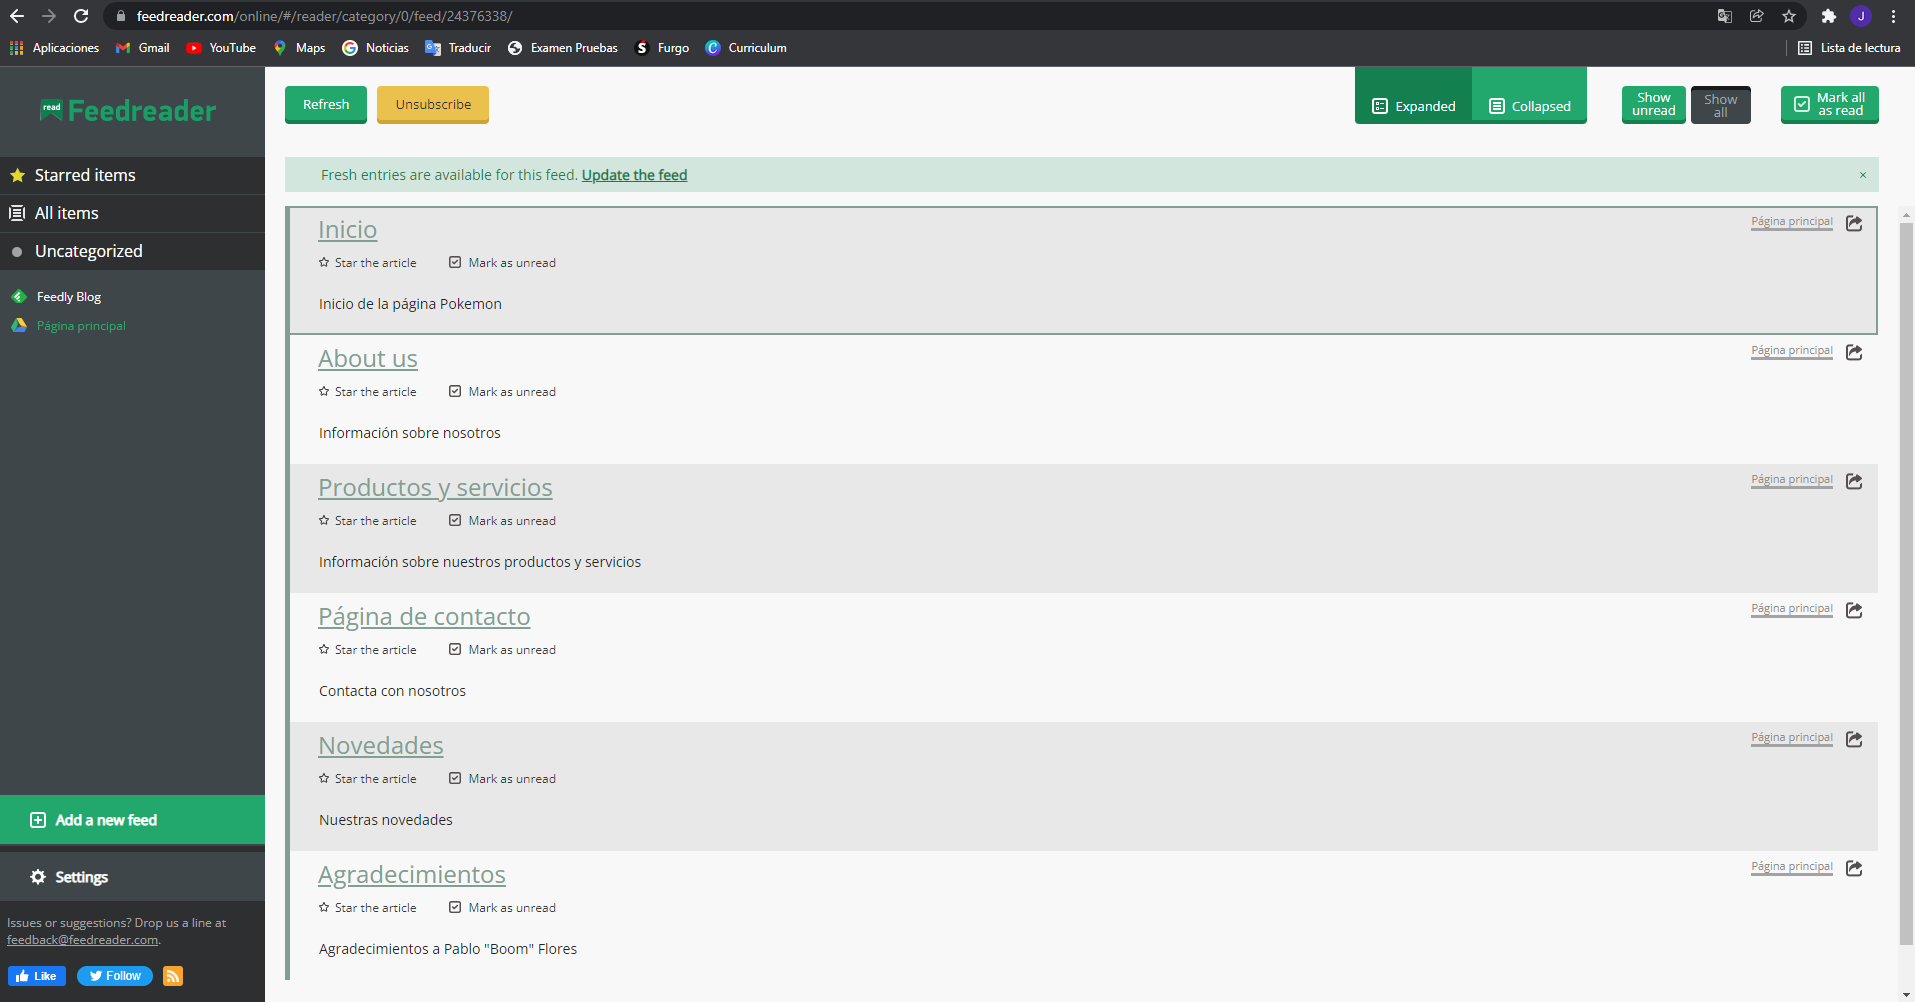 feedreader.com/online/#/reader/category/0/feed/24376338/
J
Aplicaciones Gmail YouTube Maps Noticias Traducir Examen Pruebas Furgo Curriculum Lista de lectura
read Feedreader
Starred items
All items
Uncategorized
Feedly Blog
Página principal
Add a new feed
Settings
Issues or suggestions? Drop us a line at
feedback@feedreader.com.
Like Follow
Refresh Unsubscribe Expanded Collapsed
Show
unread
Show
all
Mark all
as read
Fresh entries are available for this feed. Update the feed ×
Inicio Página principal
Star the article Mark as unread
Inicio de la página Pokemon
About us Página principal
Star the article Mark as unread
Información sobre nosotros
Productos y servicios Página principal
Star the article Mark as unread
Información sobre nuestros productos y servicios
Página de contacto Página principal
Star the article Mark as unread
Contacta con nosotros
Novedades Página principal
Star the article Mark as unread
Nuestras novedades
Agradecimientos Página principal
Star the article Mark as unread
Agradecimientos a Pablo "Boom" Flores